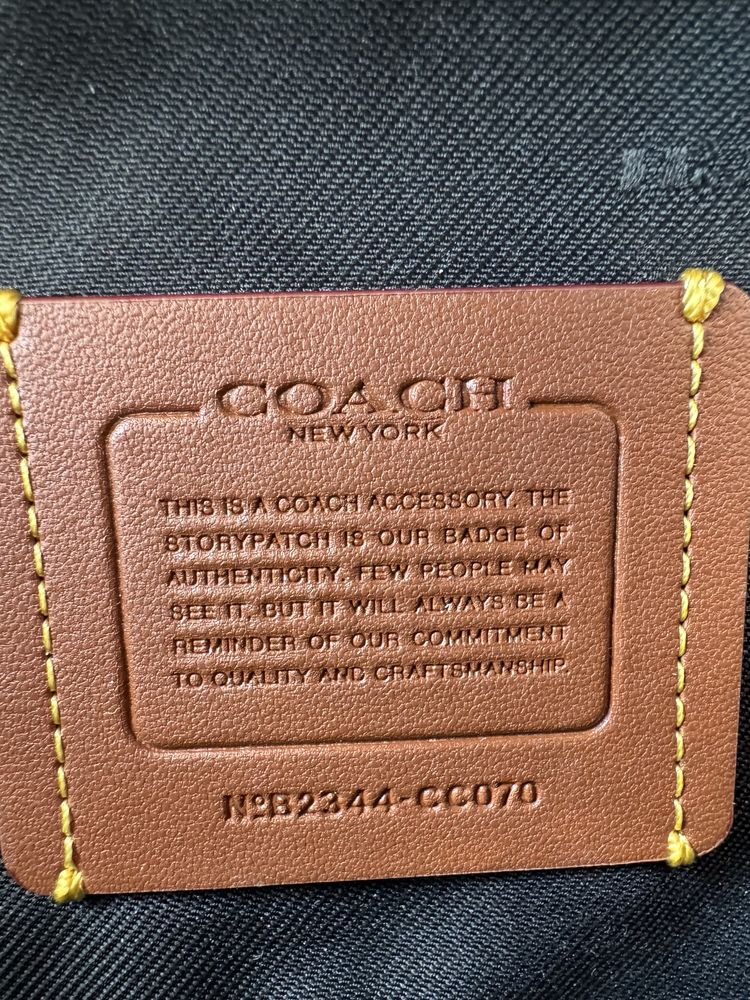 COACH
NEW YORK
THIS IS A COACH ACCESSORY. THE
STORYPATCH IS OUR BADGE OF
AUTHENTICITY. FEW PEOPLE MAY
SEE IT, BUT IT WILL ALWAYS BE A
REMINDER OF OUR COMMITMENT
TO QUALITY AND CRAFTSMANSHIP.
NoB2344-CC070